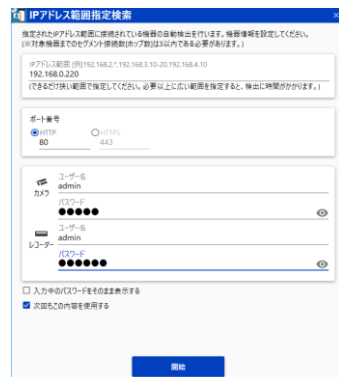 IPアドレス範囲指定検索
指定されたIPアドレス範囲に接続されている機器の自動検出を行います。機器情報を設定してください。
(※対象機器までのセグメント接続数(ホップ数)は3以内である必要があります。)
IPアドレス範囲 [例]192.168.2.*,192.168.3.10-20,192.168.4.10
192.168.0.220
(できるだけ狭い範囲で指定してください。必要以上に広い範囲を指定すると、検出に時間がかかります。)
ポート番号
HTTP HTTPS
80 443
カメラ
ユーザー名
admin
パスワード
●●●●●
レコーダー
ユーザー名
admin
パスワード
●●●●●●
入力中のパスワードをそのまま表示する
次回もこの内容を使用する
開始